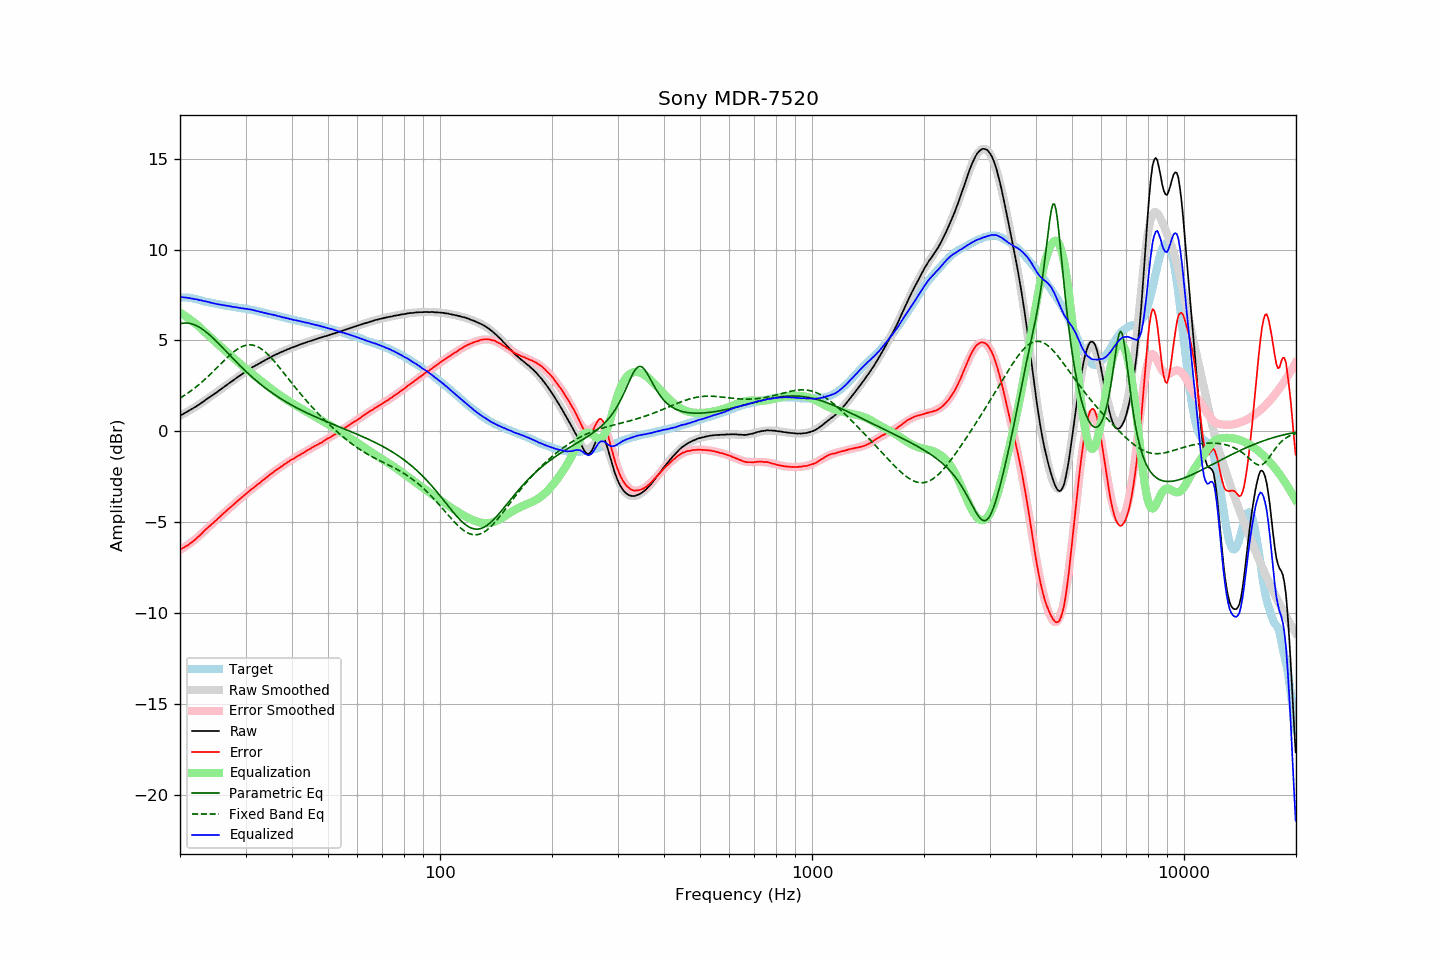 Sony MDR-7520
15
10
5
0
−5
−10
−15
−20
Amplitude (dBr)
Target
Raw Smoothed
Error Smoothed
Raw
Error
Equalization
Parametric Eq
Fixed Band Eq
Equalized
100
1000
10000
Frequency (Hz)